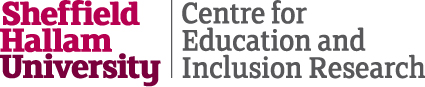 Sheffield
Hallam
University
Centre for
Education and
Inclusion Research